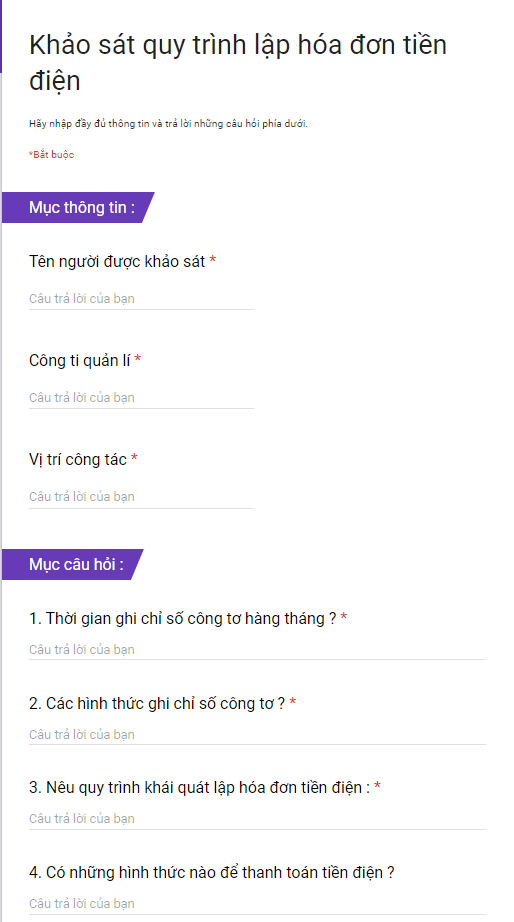 Khảo sát quy trình lập hóa đơn tiền
điện
Hãy nhập đầy đủ thông tin và trả lời những câu hỏi phía dưới.
*Bắt buộc
Mục thông tin :
Tên người được khảo sát *
Câu trả lời của bạn
Công ti quản lí *
Câu trả lời của bạn
Vị trí công tác *
Câu trả lời của bạn
Mục câu hỏi :
1. Thời gian ghi chỉ số công tơ hàng tháng ? *
Câu trả lời của bạn
2. Các hình thức ghi chỉ số công tơ ? *
Câu trả lời của bạn
3. Nêu quy trình khái quát lập hóa đơn tiền điện : *
Câu trả lời của bạn
4. Có những hình thức nào để thanh toán tiền điện ?
Câu trả lời của bạn